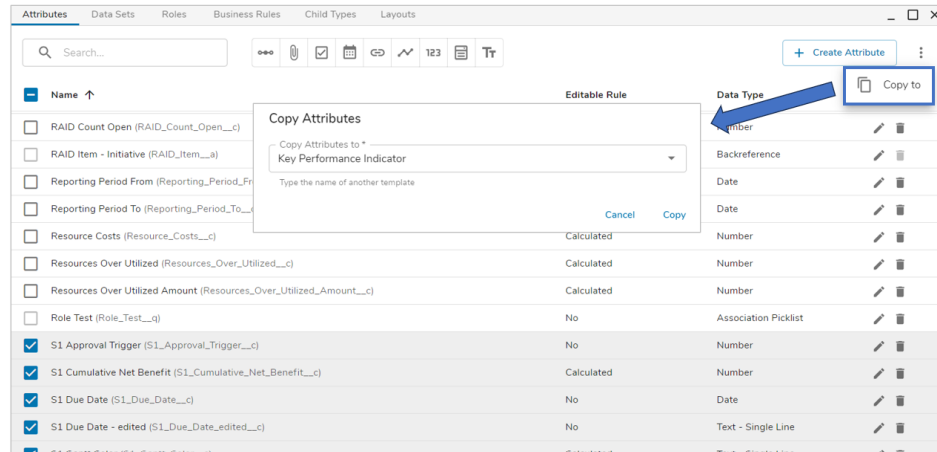 Attributes Data Sets Roles Business Rules Child Types Layouts
Search... 123 Tт + Create Attribute
Copy to
Name ↑ Editable Rule Data Type
Copy Attributes
RAID Count Open (RAID_Count_Open__c) mber
Copy Attributes to *
RAID Item - Initiative (RAID_Item__a) Key Performance Indicator Backreference
Reporting Period From (Reporting_Period_Fr Type the name of another template Date
Reporting Period To (Reporting_Period_To__ Date
Cancel Copy
Resource Costs (Resource_Costs__c) Calculated Number
Resources Over Utilized (Resources_Over_Utilized__c) Calculated Number
Resources Over Utilized Amount (Resources_Over_Utilized_Amount__c) Calculated Number
Role Test (Role_Test__q) No Association Picklist
S1 Approval Trigger (S1_Approval_Trigger__c) No Number
S1 Cumulative Net Benefit (S1_Cumulative_Net_Benefit__c) Calculated Number
S1 Due Date (S1_Due_Date__c) No Date
S1 Due Date - edited (S1_Due_Date_edited__c) No Text - Single Line